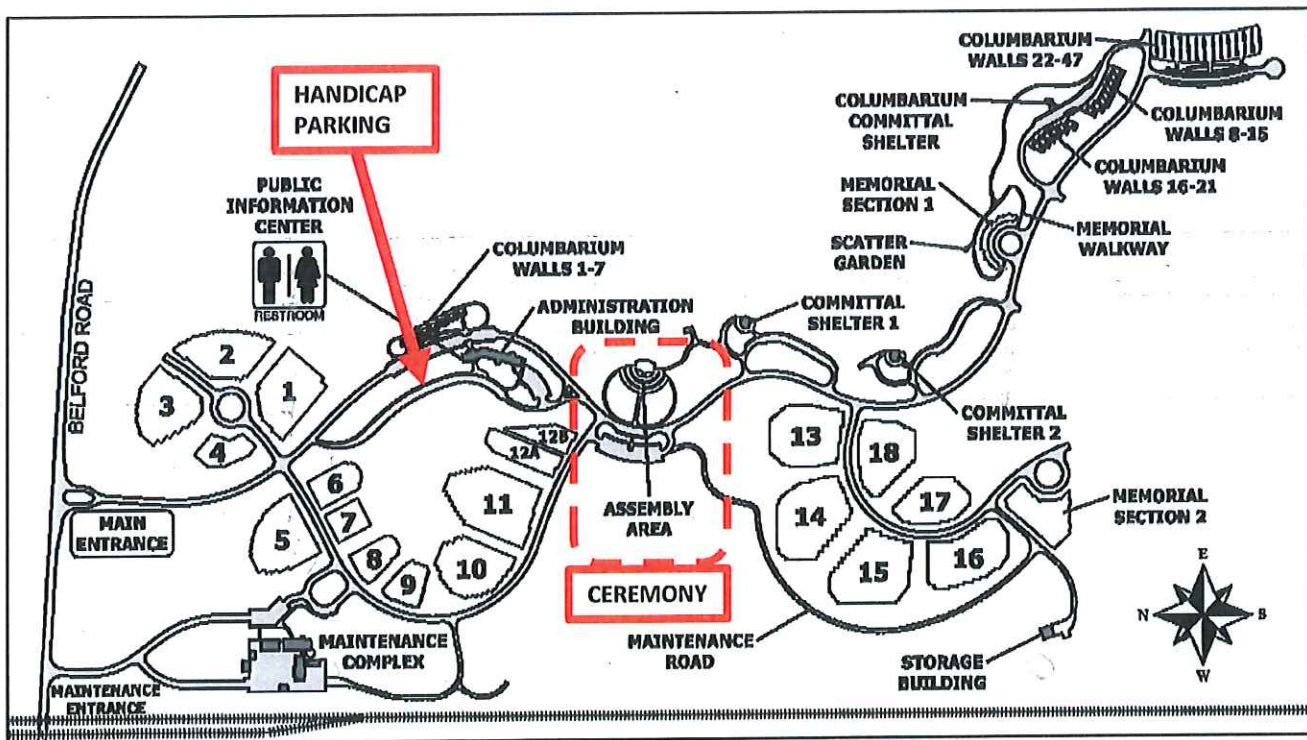 COLUMBARIUM
WALLS 22-47
HANDICAP
PARKING
COLUMBARIUM
COMMITTAL
SHELTER
COLUMBARIUM
WALLS 8-15
COLUMBARIUM
WALLS 16-21
PUBLIC
INFORMATION
CENTER
RESTROOM
MEMORIAL
SECTION 1
MEMORIAL
WALKWAY
SCATTER
GARDEN
COLUMBARIUM
WALLS 1-7
ADMINISTRATION
BUILDING
COMMITTAL
SHELTER 1
BELFORD ROAD
2
1
3
4
COMMITTAL
SHELTER 2
12B
12A
13
18
6
11
17
7
ASSEMBLY
AREA
14
MEMORIAL
SECTION 2
MAIN
ENTRANCE
5
8
9
10
15
16
CEREMONY
MAINTENANCE
ROAD
MAINTENANCE
COMPLEX
STORAGE
BUILDING
MAINTENANCE
ENTRANCE
E
N
S
W